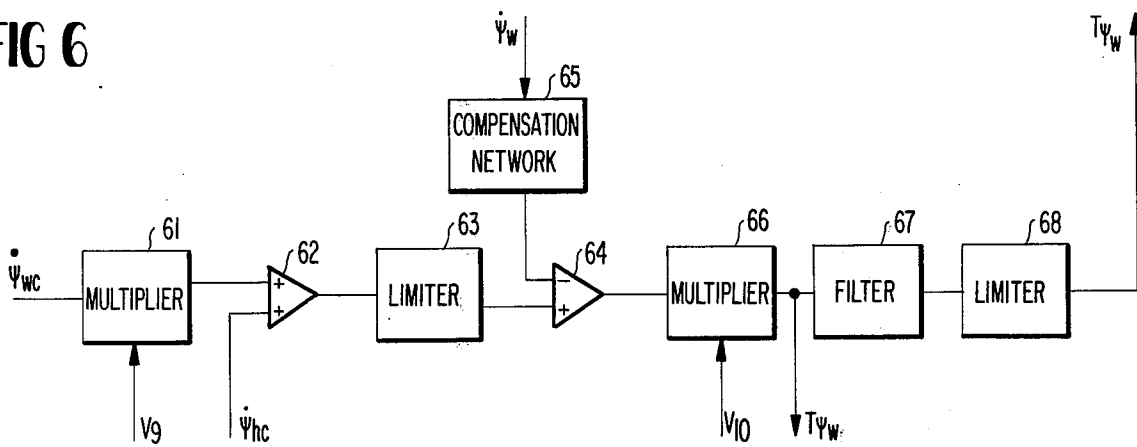 FIG 6
ψ̇w
Tψw
65
COMPENSATION
NETWORK
61
62
63
64
66
67
68
ψ̇wc
MULTIPLIER
+
+
LIMITER
−
+
MULTIPLIER
FILTER
LIMITER
V9
ψ̇hc
V10
Tψw